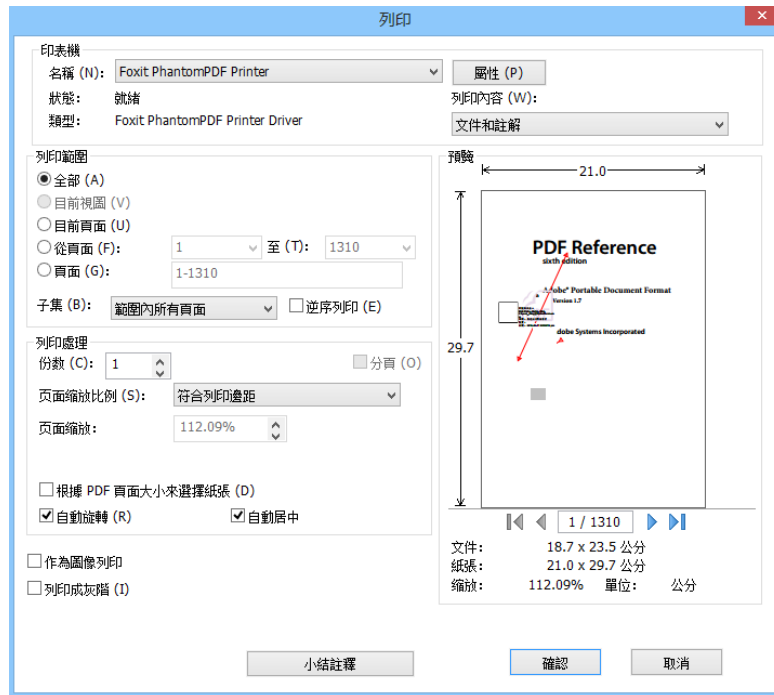 列印
印表機
名稱 (N): Foxit PhantomPDF Printer 屬性 (P)
狀態: 就緒 列印內容 (W):
類型: Foxit PhantomPDF Printer Driver 文件和註解
列印範圍
全部 (A)
目前視圖 (V)
目前頁面 (U)
從頁面 (F): 1 至 (T): 1310
頁面 (G): 1-1310
子集 (B): 範圍內所有頁面 逆序列印 (E)
列印處理
份數 (C): 1 分頁 (O)
页面缩放比例 (S): 符合列印邊距
页面缩放: 112.09%
根據 PDF 頁面大小來選擇紙張 (D)
自動旋轉 (R) 自動居中
作為圖像列印
列印成灰階 (I)
預覽
21.0
29.7
PDF Reference
sixth edition
Adobe® Portable Document Format
Version 1.7
dobe Systems Incorporated
1 / 1310
文件: 18.7 x 23.5 公分
紙張: 21.0 x 29.7 公分
缩放: 112.09% 單位: 公分
小结註釋 確認 取消